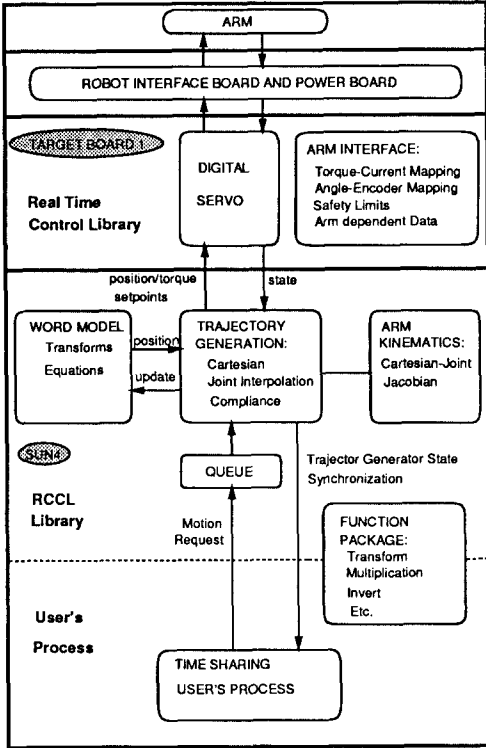 ARM
ROBOT INTERFACE BOARD AND POWER BOARD
TARGET BOARD 1
Real Time
Control Library
DIGITAL
SERVO
ARM INTERFACE:
Torque-Current Mapping
Angle-Encoder Mapping
Safety Limits
Arm dependent Data
position/torque
setpoints
state
WORD MODEL
Transforms
Equations
position
update
TRAJECTORY
GENERATION:
Cartesian
Joint Interpolation
Compliance
ARM
KINEMATICS:
Cartesian-Joint
Jacobian
SUN4
RCCL
Library
QUEUE
Motion
Request
Trajector Generator State
Synchronization
FUNCTION
PACKAGE:
Transform
Multiplication
Invert
Etc.
User's
Process
TIME SHARING
USER'S PROCESS